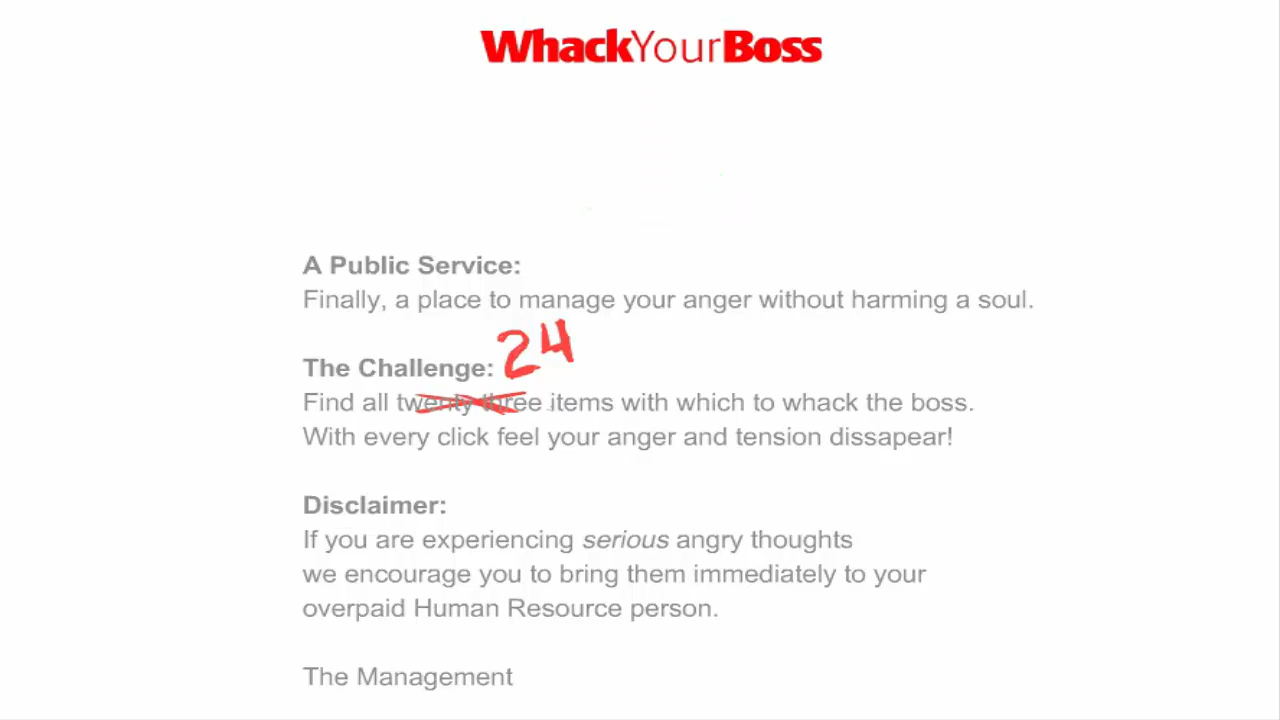 WhackYourBoss
A Public Service:
Finally, a place to manage your anger without harming a soul.
24
The Challenge:
Find all twenty three items with which to whack the boss.
With every click feel your anger and tension dissapear!
Disclaimer:
If you are experiencing serious angry thoughts
we encourage you to bring them immediately to your
overpaid Human Resource person.
The Management